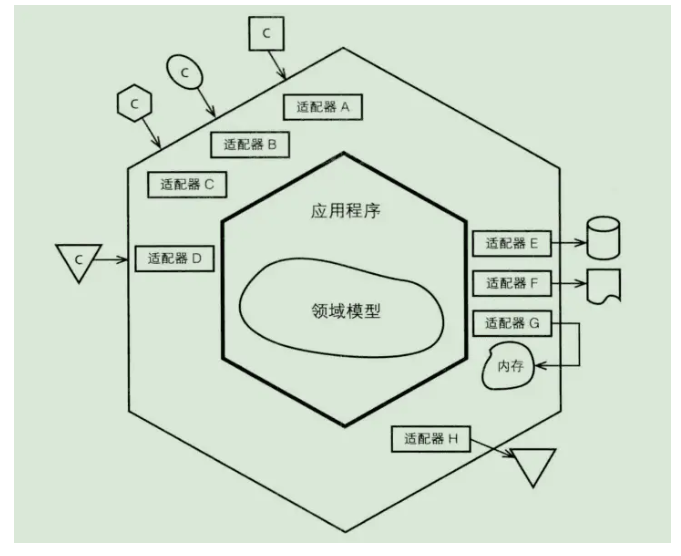 C
适配器 A
C
适配器 B
C
适配器 C
应用程序
C
适配器 D
适配器 E
适配器 F
领域模型
适配器 G
内存
适配器 H